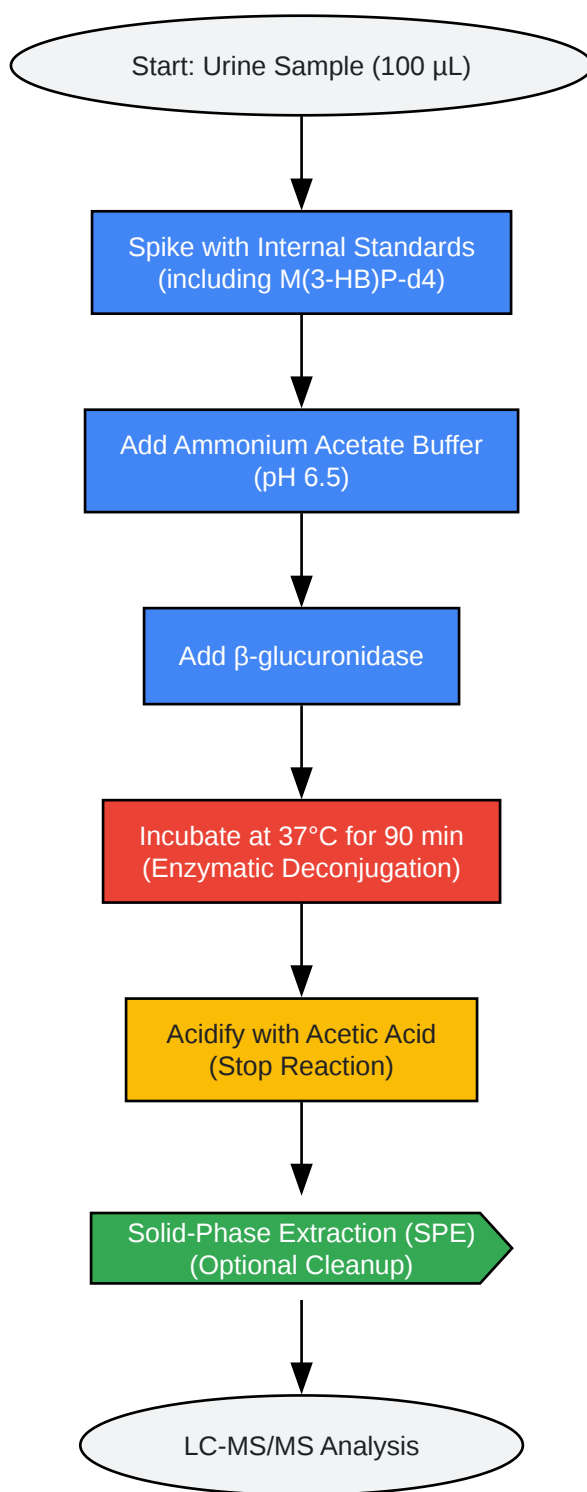 Start: Urine Sample (100 µL)
Spike with Internal Standards
(including M(3-HB)P-d4)
Add Ammonium Acetate Buffer
(pH 6.5)
Add β-glucuronidase
Incubate at 37°C for 90 min
(Enzymatic Deconjugation)
Acidify with Acetic Acid
(Stop Reaction)
Solid-Phase Extraction (SPE)
(Optional Cleanup)
LC-MS/MS Analysis